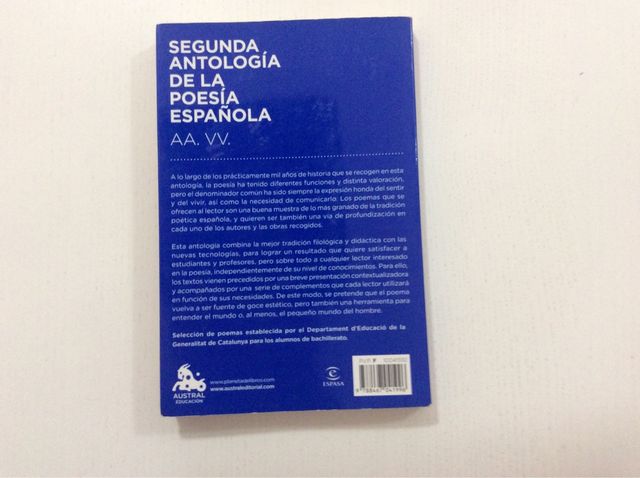 SEGUNDA
ANTOLOGÍA
DE LA
POESÍA
ESPAÑOLA
AA. VV.
A lo largo de los prácticamente mil años de historia que se recogen en esta
antología, la poesía ha tenido diferentes funciones y distinta valoración,
pero el denominador común ha sido siempre la expresión honda del sentir
y del vivir, así como la necesidad de comunicarlo. Los poemas que se
ofrecen al lector son una buena muestra de lo más granado de la tradición
poética española, y quieren ser también una vía de profundización en
cada uno de los autores y las obras recogidos.
Esta antología combina la mejor tradición filológica y didáctica con las
nuevas tecnologías, para lograr un resultado que quiere satisfacer a
estudiantes y profesores, pero sobre todo a cualquier lector interesado
en la poesía, independientemente de su nivel de conocimientos. Para ello,
los textos vienen precedidos por una breve presentación contextualizadora
y acompañados por una serie de complementos que cada lector utilizará
en función de sus necesidades. De este modo, se pretende que el poema
vuelva a ser fuente de goce estético, pero también una herramienta para
entender el mundo o, al menos, el pequeño mundo del hombre.
Selección de poemas establecida por el Departament d'Educació de la
Generalitat de Catalunya para los alumnos de bachillerato.
AUSTRAL
EDUCACIÓN
www.planetadelibros.com
www.australeditorial.com
e
ESPASA
PVP. F
9 788467 041996